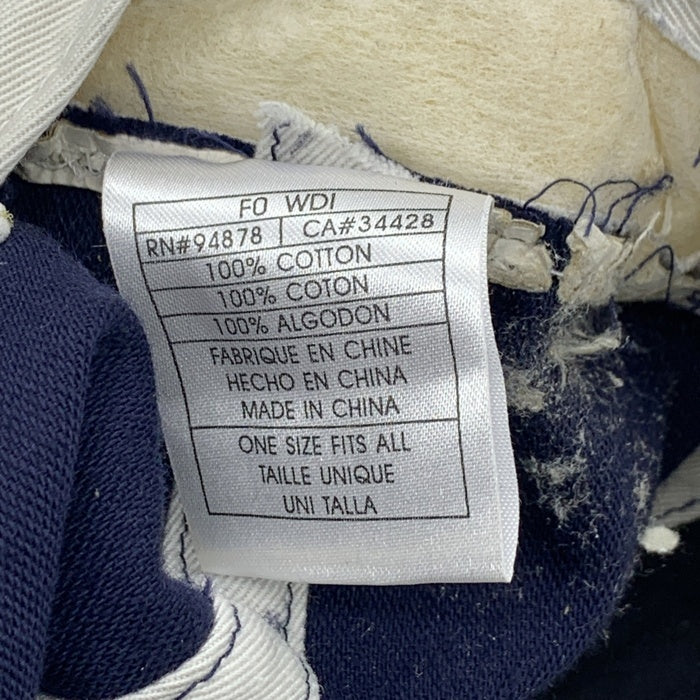 FO WDI
RN#94878 CA#34428
100% COTTON
100% COTON
100% ALGODON
FABRIQUE EN CHINE
HECHO EN CHINA
MADE IN CHINA
ONE SIZE FITS ALL
TAILLE UNIQUE
UNI TALLA